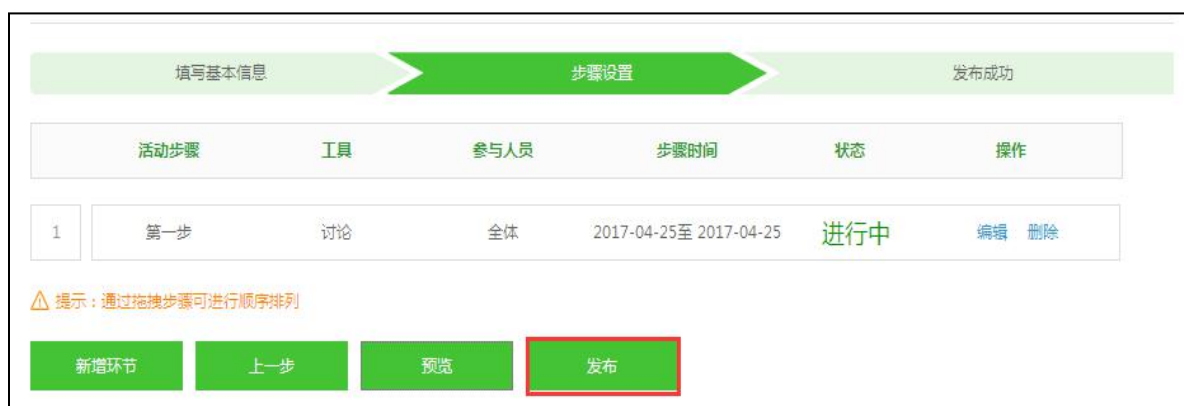 填写基本信息 步骤设置 发布成功
活动步骤 工具 参与人员 步骤时间 状态 操作
1 第一步 讨论 全体 2017-04-25至 2017-04-25 进行中 编辑 删除
提示：通过拖拽步骤可进行顺序排列
新增环节 上一步 预览 发布